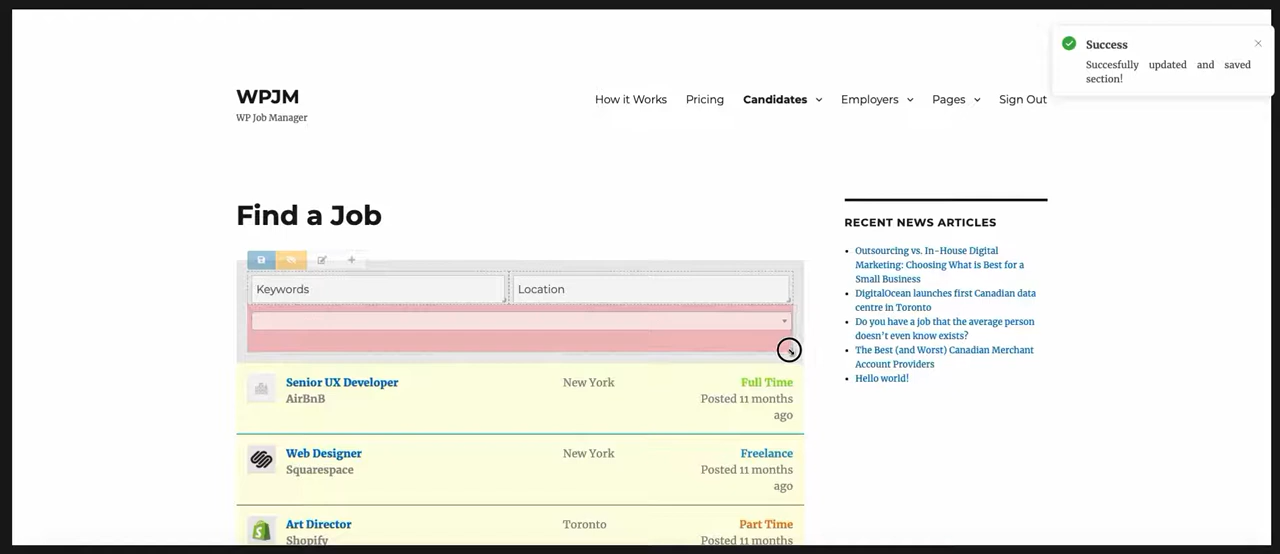 Success
Succesfully updated and saved
section!
WPJM
WP Job Manager
How it Works Pricing Candidates Employers Pages Sign Out
Find a Job
Keywords Location
Senior UX Developer New York Full Time
AirBnB Posted 11 months
ago
Web Designer New York Freelance
Squarespace Posted 11 months
ago
Art Director Toronto Part Time
Shopify Posted 11 months
RECENT NEWS ARTICLES
Outsourcing vs. In-House Digital
Marketing: Choosing What is Best for a
Small Business
DigitalOcean launches first Canadian data
centre in Toronto
Do you have a job that the average person
doesn't even know exists?
The Best (and Worst) Canadian Merchant
Account Providers
Hello world!